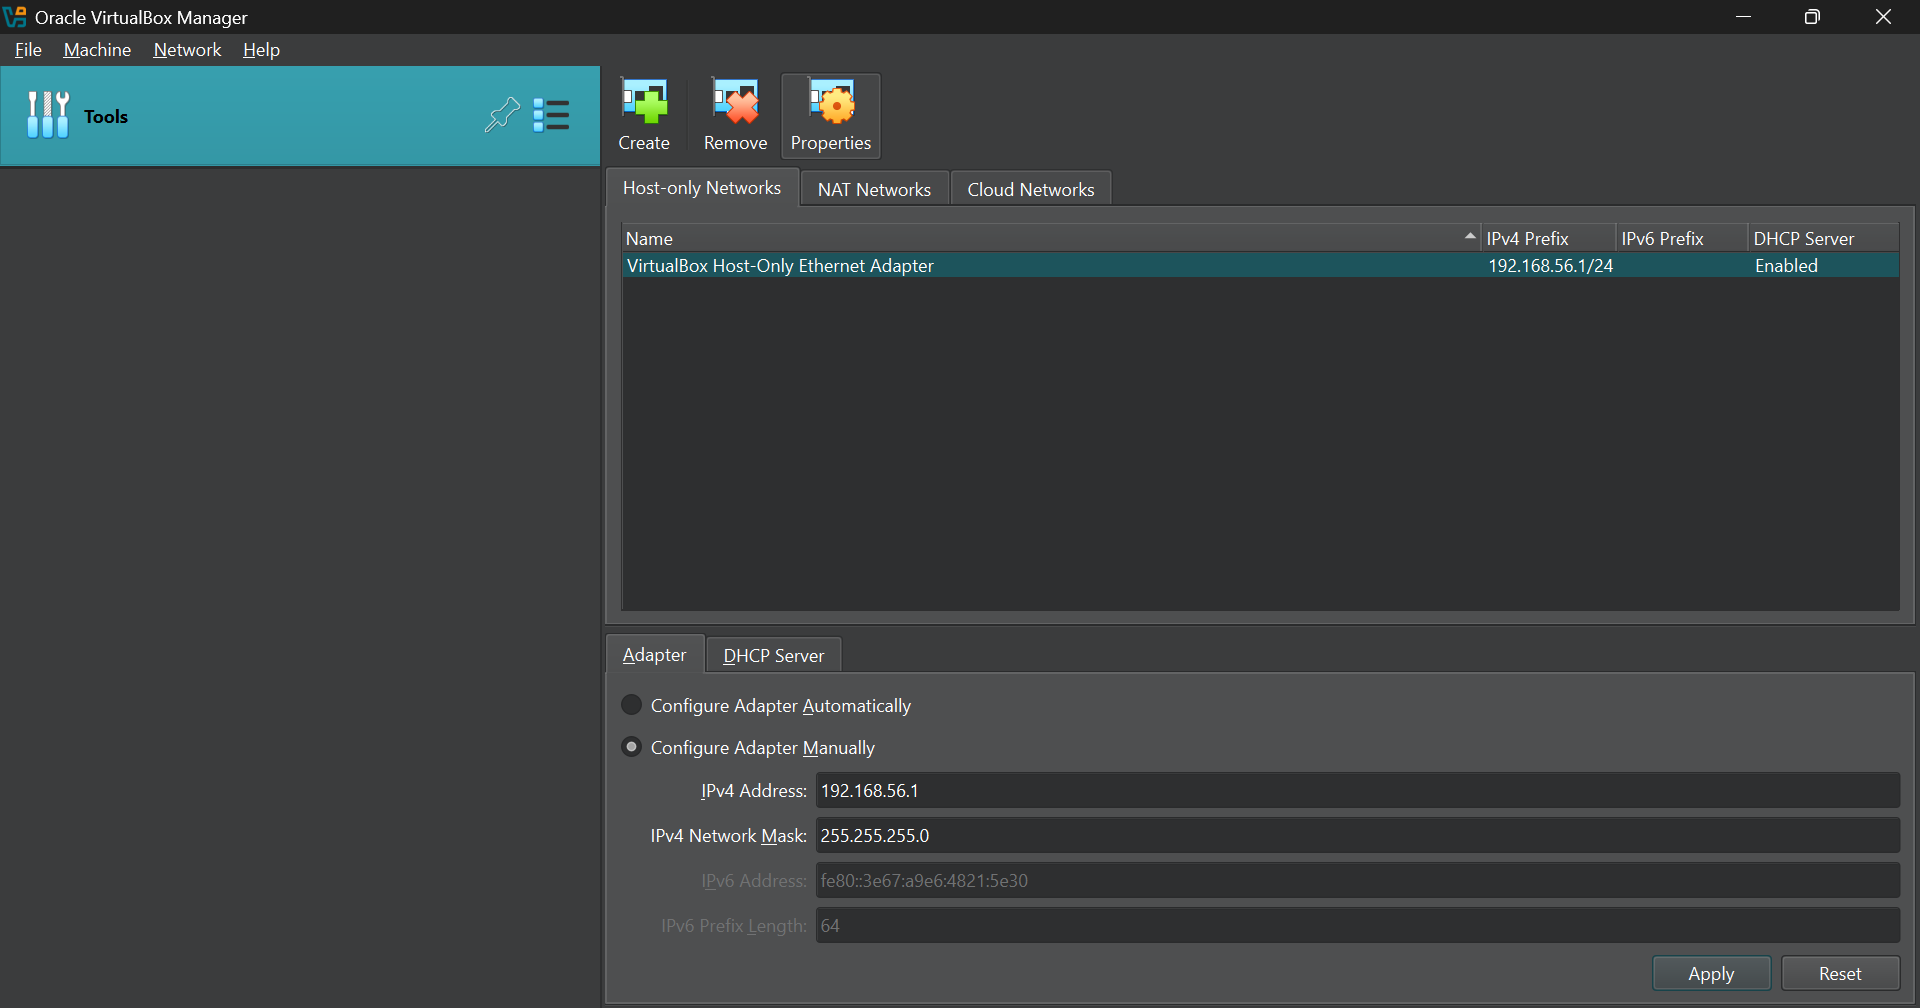 Oracle VirtualBox Manager
File Machine Network Help
Tools
Create Remove Properties
Host-only Networks NAT Networks Cloud Networks
Name IPv4 Prefix IPv6 Prefix DHCP Server
VirtualBox Host-Only Ethernet Adapter 192.168.56.1/24 Enabled
Adapter DHCP Server
Configure Adapter Automatically
Configure Adapter Manually
IPv4 Address: 192.168.56.1
IPv4 Network Mask: 255.255.255.0
IPv6 Address: fe80::3e67:a9e6:4821:5e30
IPv6 Prefix Length: 64
Apply Reset